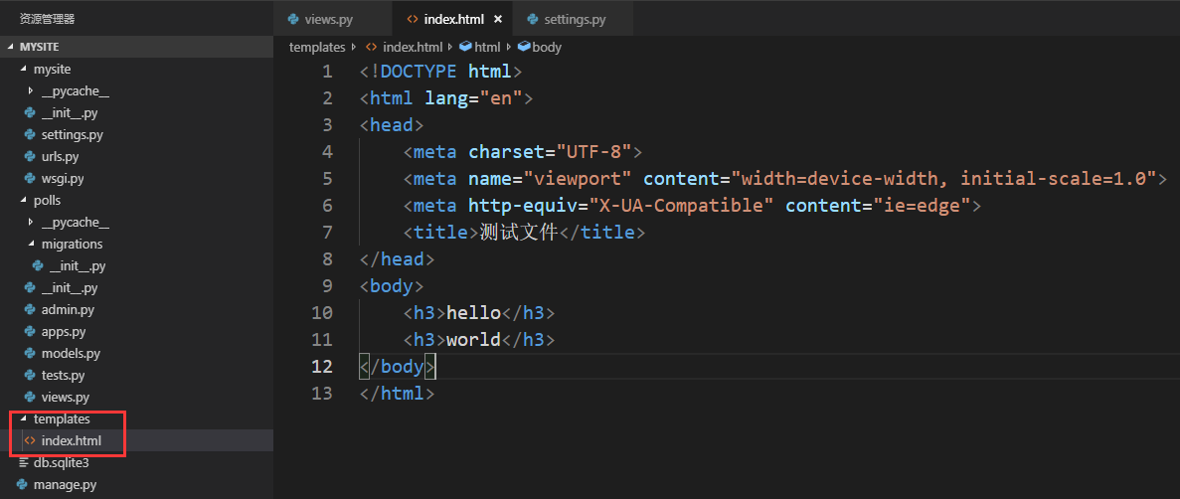 资源管理器
MYSITE
mysite
__pycache__
__init__.py
settings.py
urls.py
wsgi.py
polls
__pycache__
migrations
__init__.py
__init__.py
admin.py
apps.py
models.py
tests.py
views.py
templates
index.html
db.sqlite3
manage.py
views.py index.html × settings.py
templates index.html html body
1 <!DOCTYPE html>
2 <html lang="en">
3 <head>
4 <meta charset="UTF-8">
5 <meta name="viewport" content="width=device-width, initial-scale=1.0">
6 <meta http-equiv="X-UA-Compatible" content="ie=edge">
7 <title>测试文件</title>
8 </head>
9 <body>
10 <h3>hello</h3>
11 <h3>world</h3>
12 </body>
13 </html>